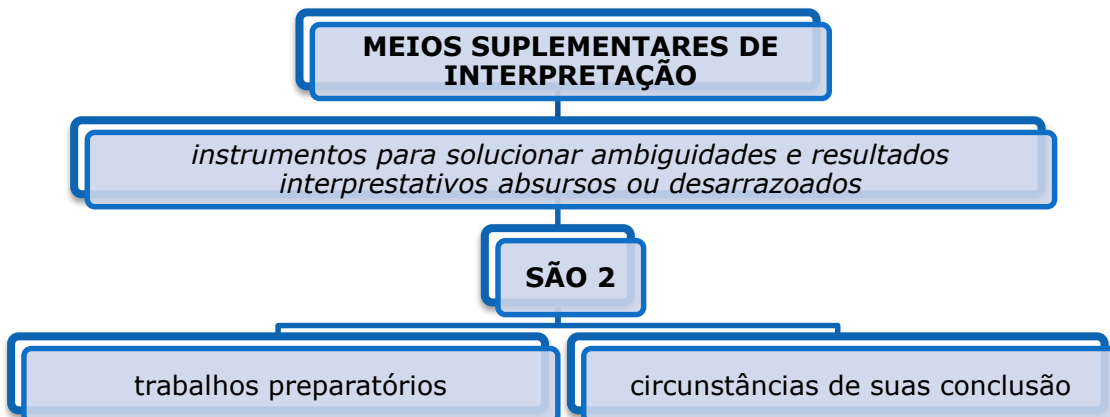 MEIOS SUPLEMENTARES DE
INTERPRETAÇÃO
instrumentos para solucionar ambiguidades e resultados
interprestativos absursos ou desarrazoados
SÃO 2
trabalhos preparatórios
circunstâncias de suas conclusão